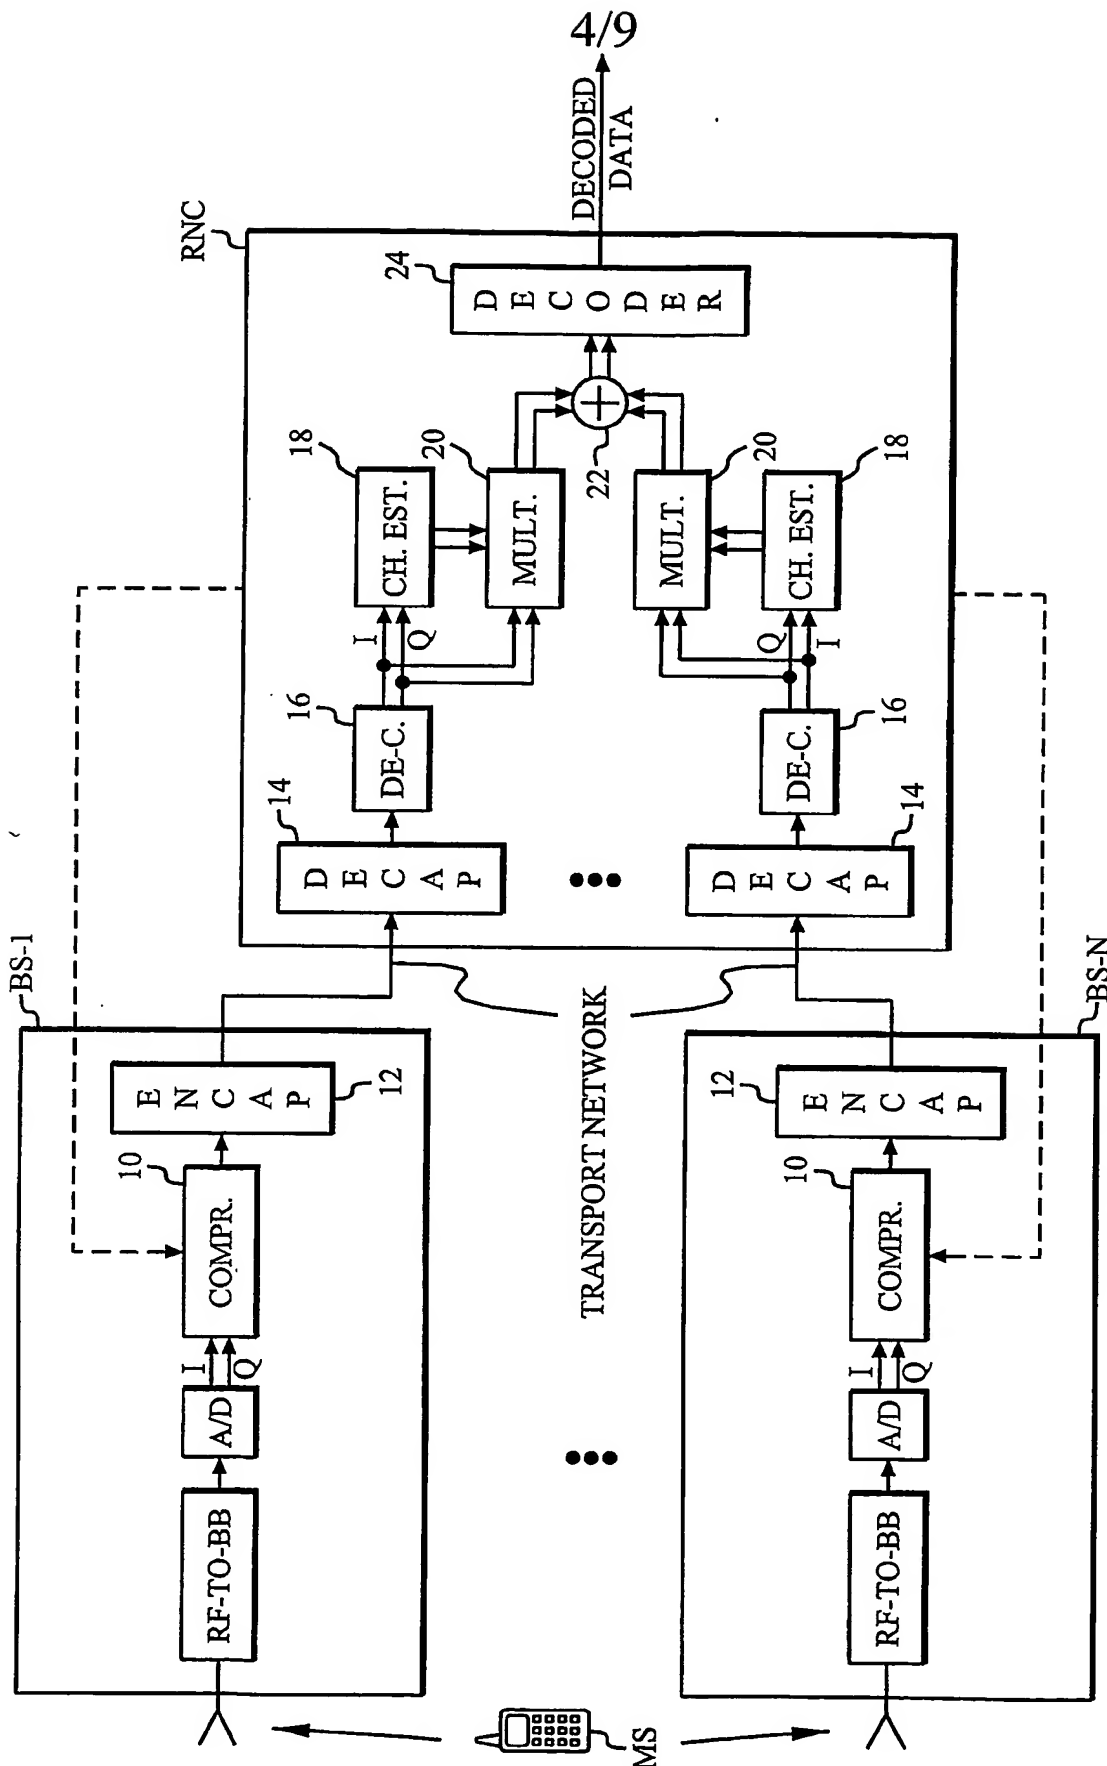 4/9
BS-1
RF-TO-BB
A/D
I
Q
COMPR.
10
ENCAP
12
TRANSPORT NETWORK
RNC
DECAP
14
DE-C.
16
I
Q
CH. EST.
18
MULT.
20
22
DECODER
24
DECODED
DATA
MULT.
20
CH. EST.
18
Q
I
DE-C.
16
DECAP
14
MS
BS-N
RF-TO-BB
A/D
I
Q
COMPR.
10
ENCAP
12